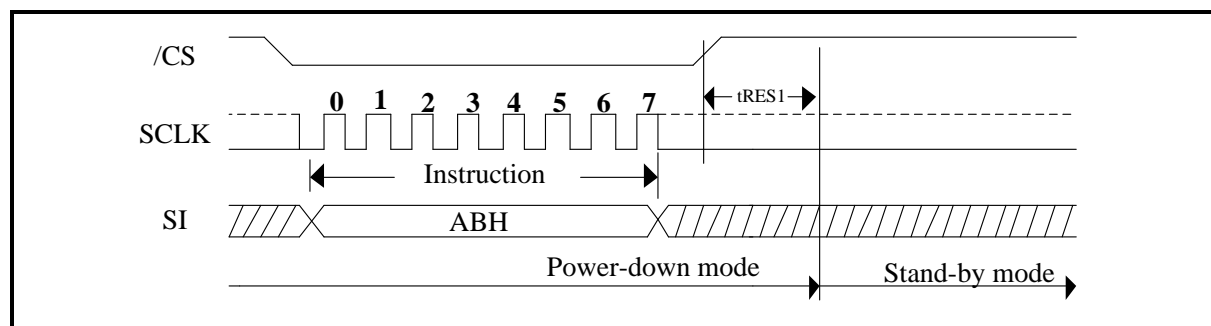 /CS
tRES1
0 1 2 3 4 5 6 7
SCLK
Instruction
SI
ABH
Power-down mode
Stand-by mode